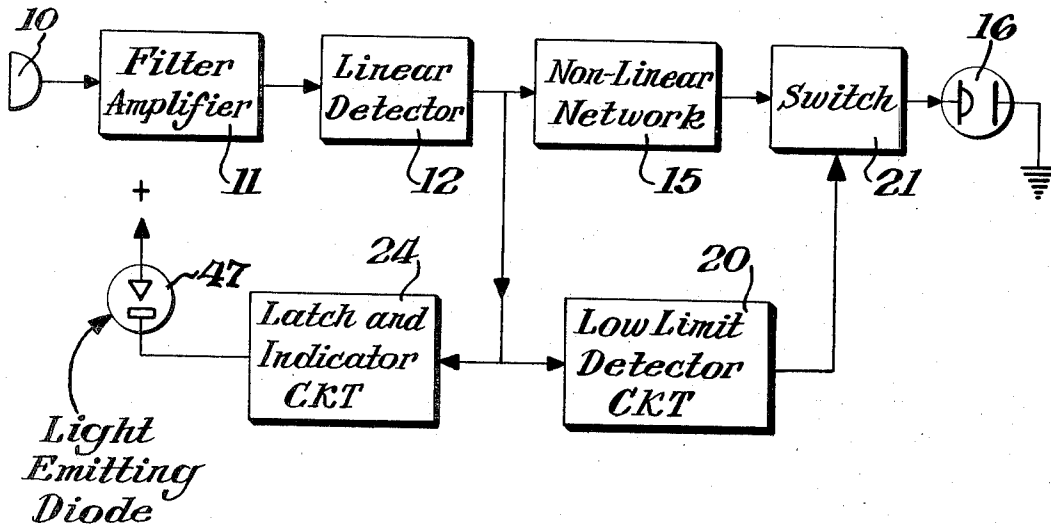 10
Filter
Amplifier
11
Linear
Detector
12
Non-Linear
Network
15
Switch
21
16
+
47
Light
Emitting
Diode
24
Latch and
Indicator
CKT
20
Low Limit
Detector
CKT